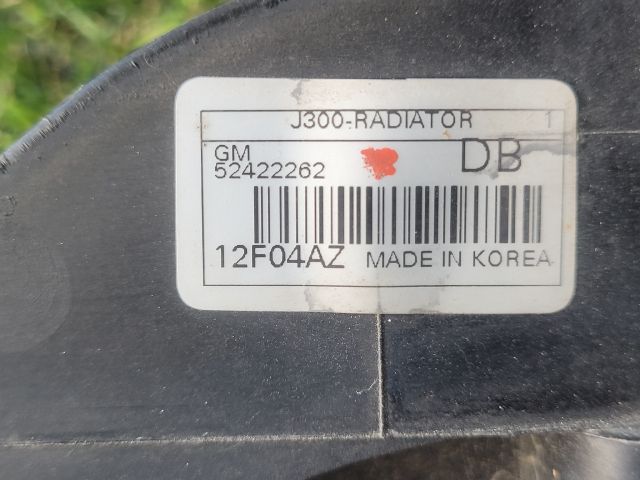 J300-RADIATOR 1
GM DB
52422262
12F04AZ MADE IN KOREA